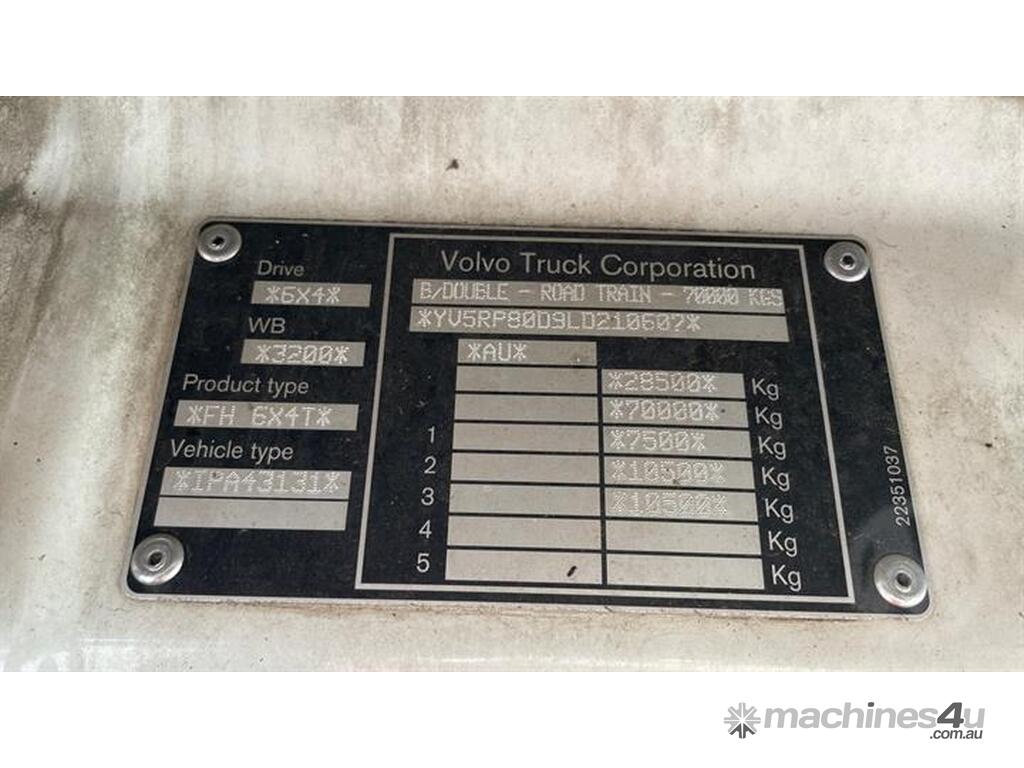 Drive
*6X4*
WB
*3200*
Product type
*FH 6X4T*
Vehicle type
*IPA43131*
Volvo Truck Corporation
B/DOUBLE - ROAD TRAIN - 70000 KGS
*YV5RP80D9LD210607*
*AU*
*28500* Kg
*70000* Kg
1 *7500* Kg
2 *10500* Kg
3 *10500* Kg
4 Kg
5 Kg
22351037
machines4u
.com.au